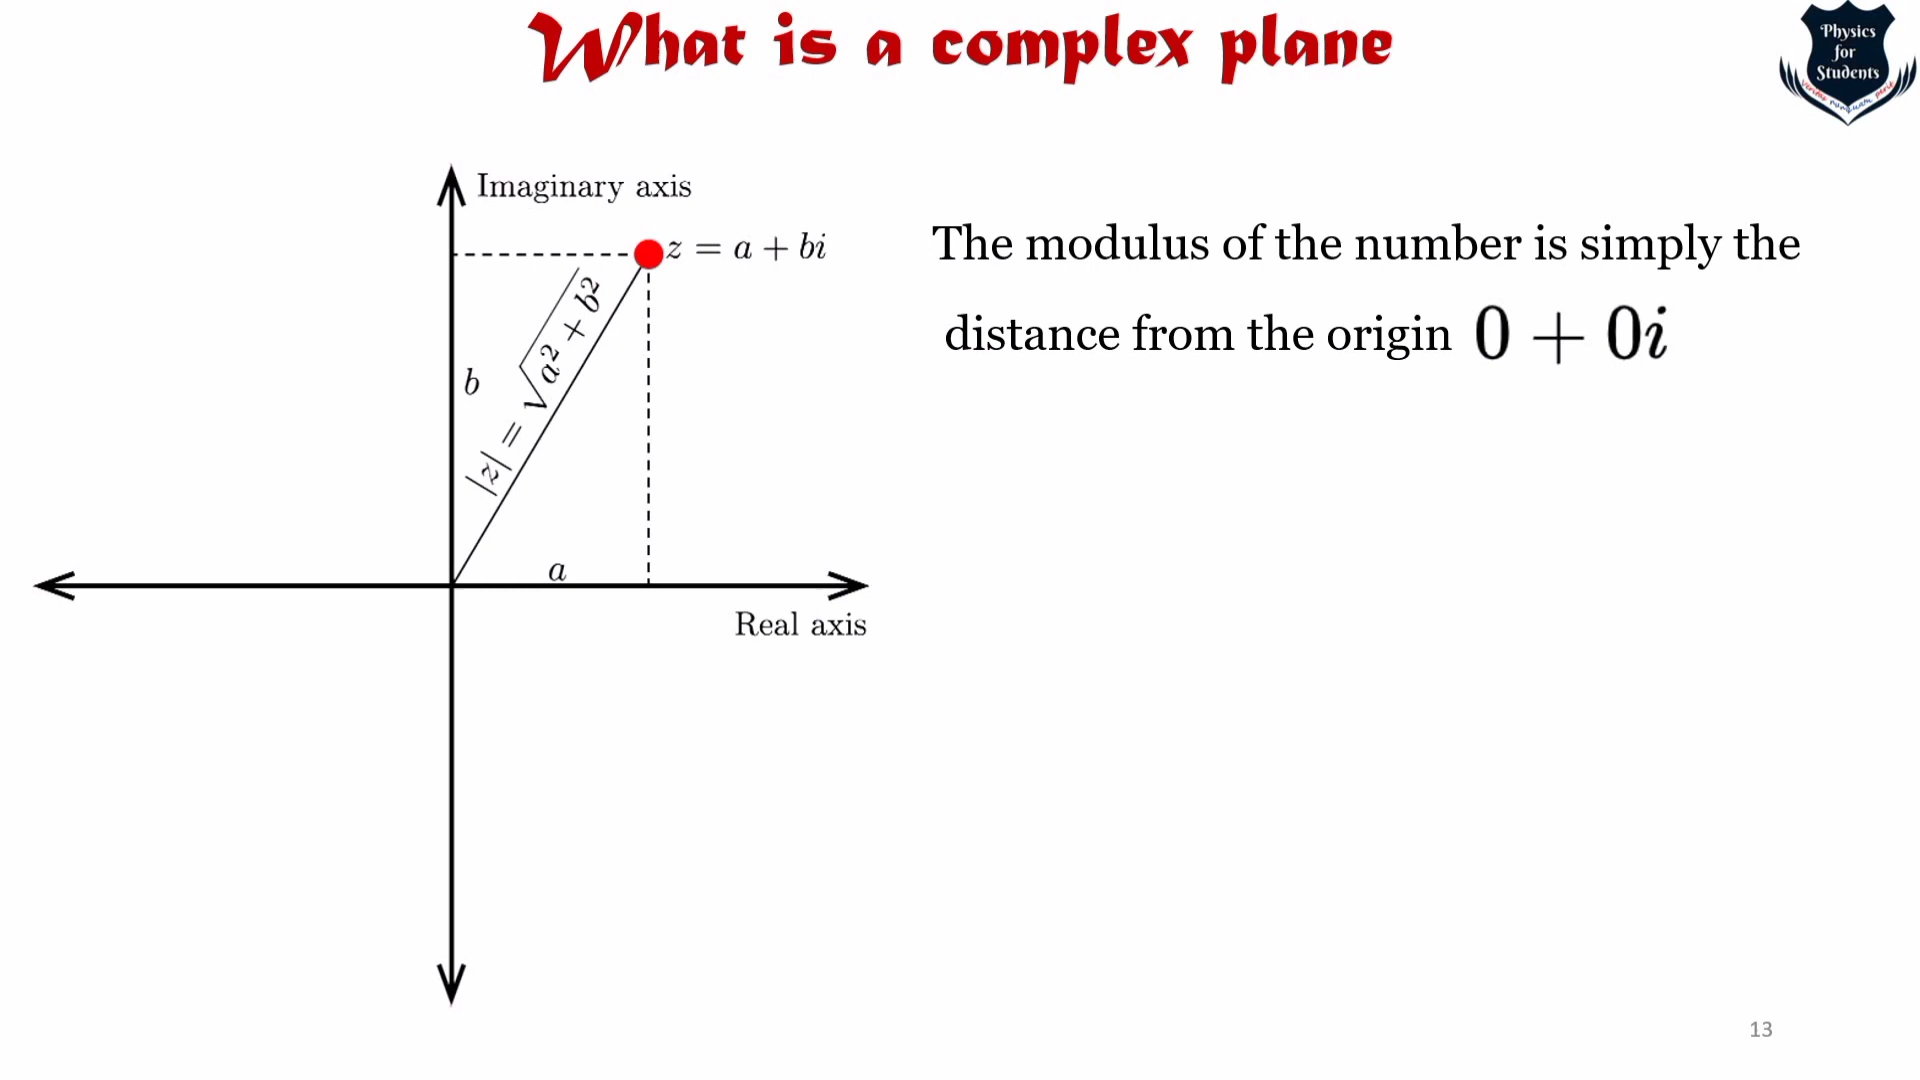 What is a complex plane
Physics
for
Students
Imaginary axis
z = a + bi
|z| = √(a² + b²)
b
a
Real axis
The modulus of the number is simply the
distance from the origin 0 + 0i
13